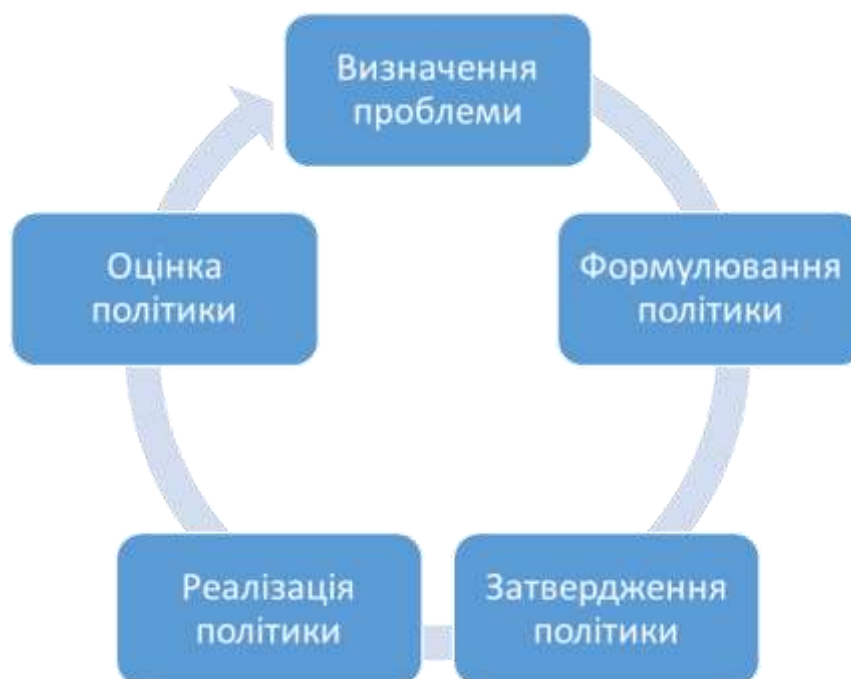 Визначення
проблеми
Формулювання
політики
Затвердження
політики
Реалізація
політики
Оцінка
політики